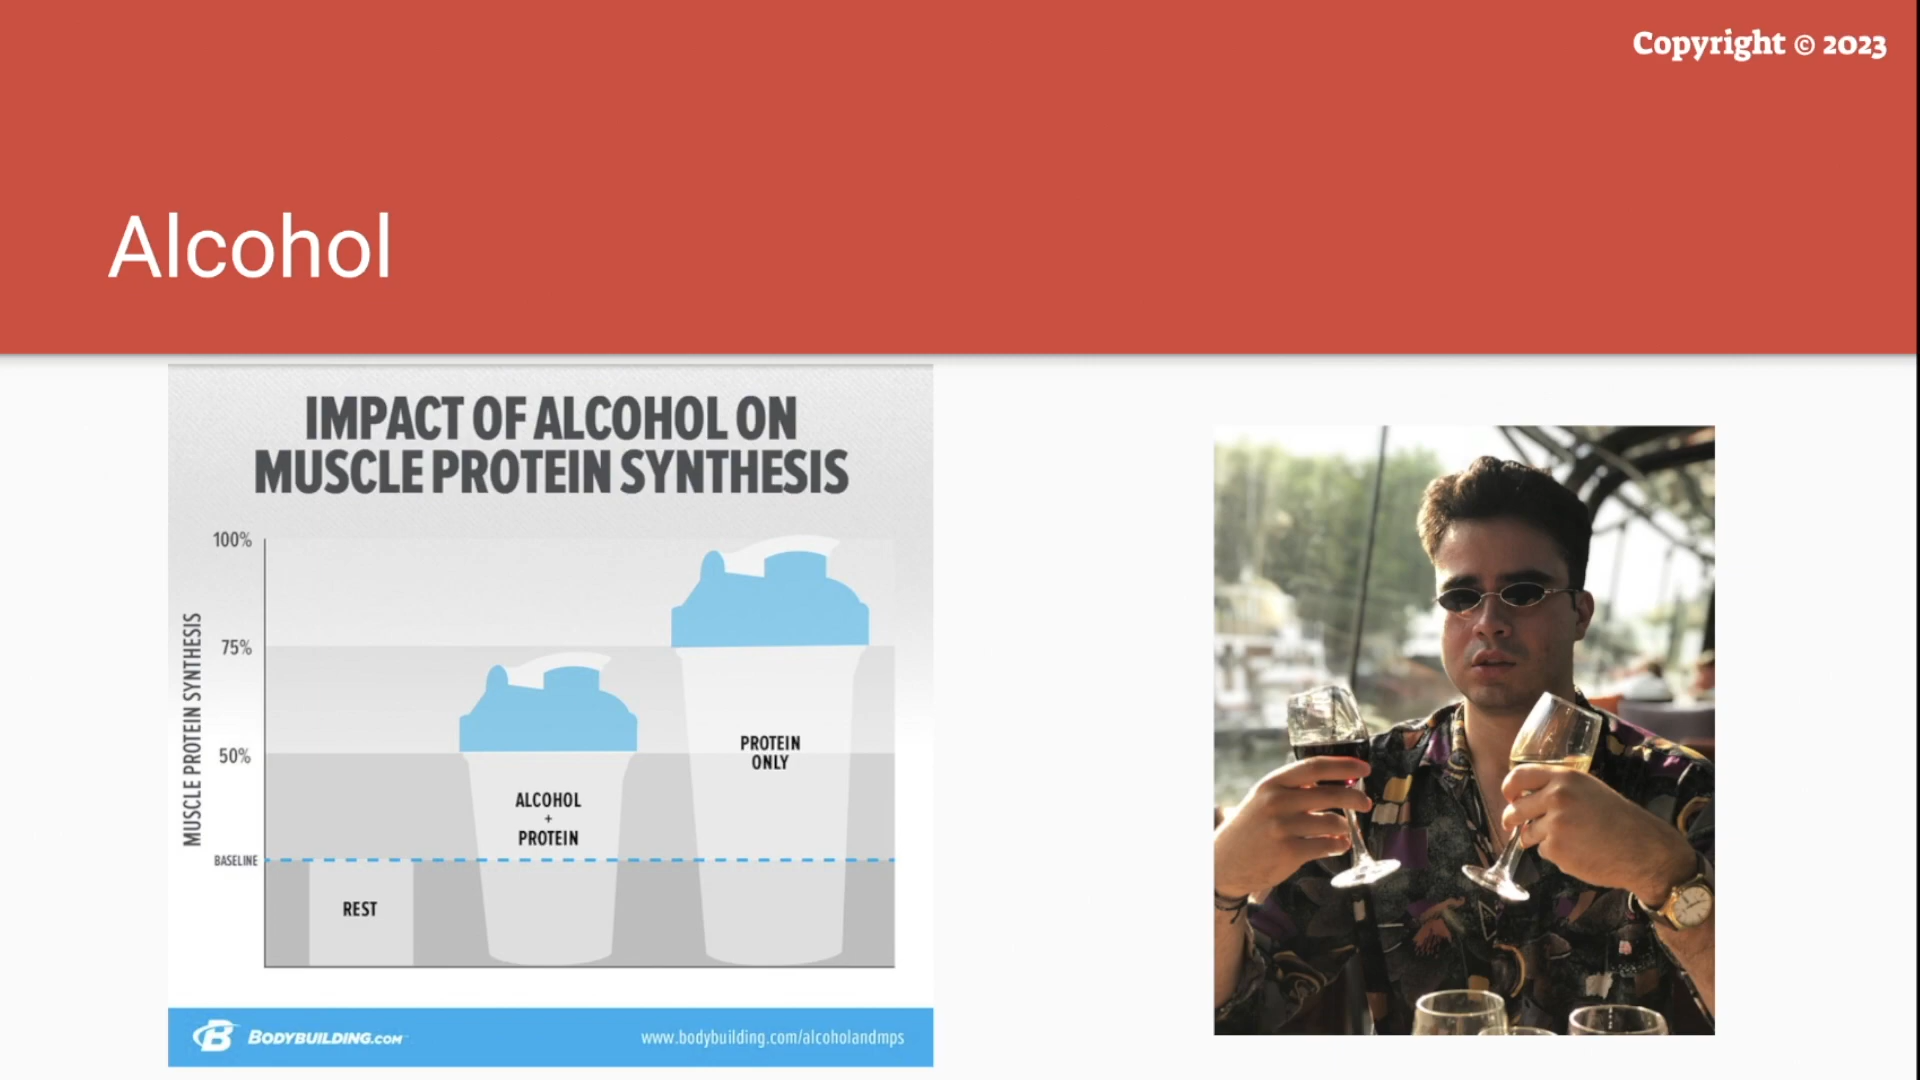 Copyright © 2023
Alcohol
IMPACT OF ALCOHOL ON
MUSCLE PROTEIN SYNTHESIS
MUSCLE PROTEIN SYNTHESIS
100%
75%
50%
BASELINE
REST
ALCOHOL
+
PROTEIN
PROTEIN
ONLY
B BODYBUILDING.COM
www.bodybuilding.com/alcoholandmps